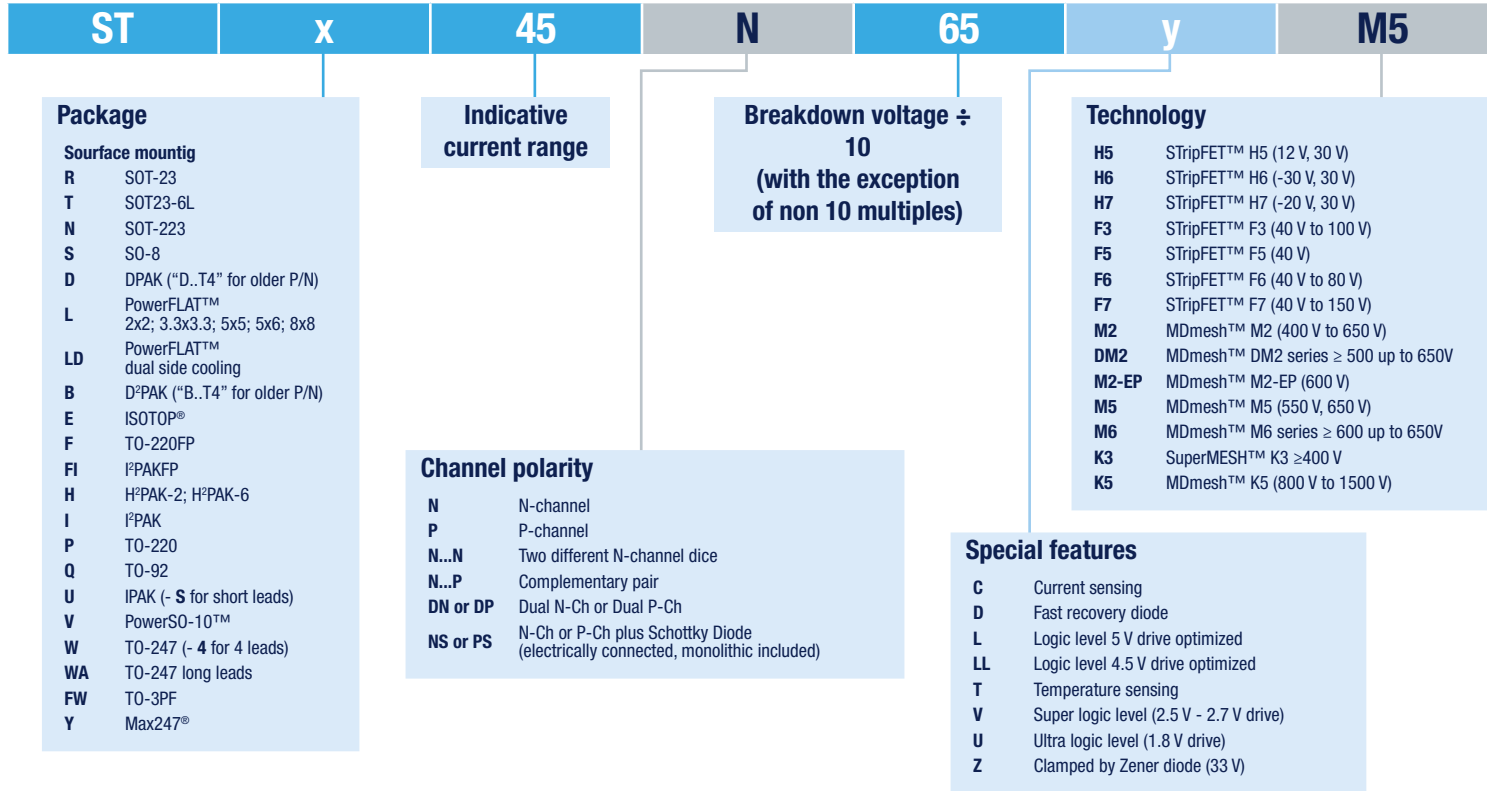 ST x 45 N 65 y M5
Package
Sourface mountig
R SOT-23
T SOT23-6L
N SOT-223
S SO-8
D DPAK (“D..T4” for older P/N)
L PowerFLAT™
2x2; 3.3x3.3; 5x5; 5x6; 8x8
LD PowerFLAT™
dual side cooling
B D²PAK (“B..T4” for older P/N)
E ISOTOP®
F TO-220FP
FI I²PAKFP
H H²PAK-2; H²PAK-6
I I²PAK
P TO-220
Q TO-92
U IPAK (- S for short leads)
V PowerSO-10™
W TO-247 (- 4 for 4 leads)
WA TO-247 long leads
FW TO-3PF
Y Max247®
Indicative
current range
Breakdown voltage ÷
10
(with the exception
of non 10 multiples)
Channel polarity
N N-channel
P P-channel
N...N Two different N-channel dice
N...P Complementary pair
DN or DP Dual N-Ch or Dual P-Ch
NS or PS N-Ch or P-Ch plus Schottky Diode
(electrically connected, monolithic included)
Technology
H5 STripFET™ H5 (12 V, 30 V)
H6 STripFET™ H6 (-30 V, 30 V)
H7 STripFET™ H7 (-20 V, 30 V)
F3 STripFET™ F3 (40 V to 100 V)
F5 STripFET™ F5 (40 V)
F6 STripFET™ F6 (40 V to 80 V)
F7 STripFET™ F7 (40 V to 150 V)
M2 MDmesh™ M2 (400 V to 650 V)
DM2 MDmesh™ DM2 series ≥ 500 up to 650V
M2-EP MDmesh™ M2-EP (600 V)
M5 MDmesh™ M5 (550 V, 650 V)
M6 MDmesh™ M6 series ≥ 600 up to 650V
K3 SuperMESH™ K3 ≥400 V
K5 MDmesh™ K5 (800 V to 1500 V)
Special features
C Current sensing
D Fast recovery diode
L Logic level 5 V drive optimized
LL Logic level 4.5 V drive optimized
T Temperature sensing
V Super logic level (2.5 V - 2.7 V drive)
U Ultra logic level (1.8 V drive)
Z Clamped by Zener diode (33 V)